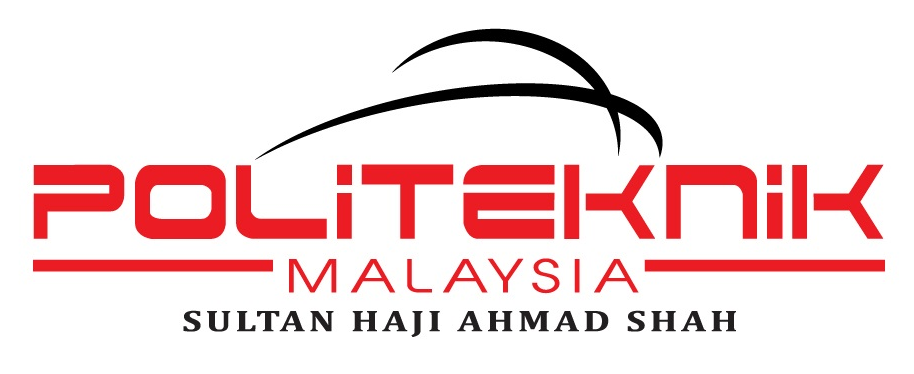 POLiTEKNiK
MALAYSIA
SULTAN HAJI AHMAD SHAH